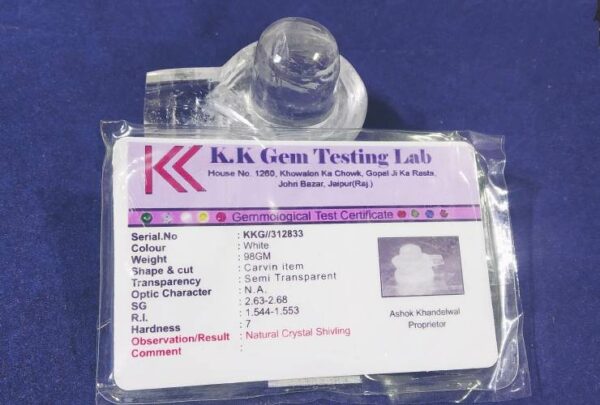 KK
K.K Gem Testing Lab
House No. 1260, Khuwalon Ka Chowk, Gopal Ji Ka Rasta,
Johri Bazar, Jaipur(Raj.)
Gemmological Test Certificate
Serial.No : KKG//312833
Colour : White
Weight : 98GM
Shape & cut : Carvin item
Transparency : Semi Transparent
Optic Character : N.A.
SG : 2.63-2.68
R.I. : 1.544-1.553
Hardness : 7
Observation/Result : Natural Crystal Shivling
Comment :
Ashok Khandelwal
Proprietor